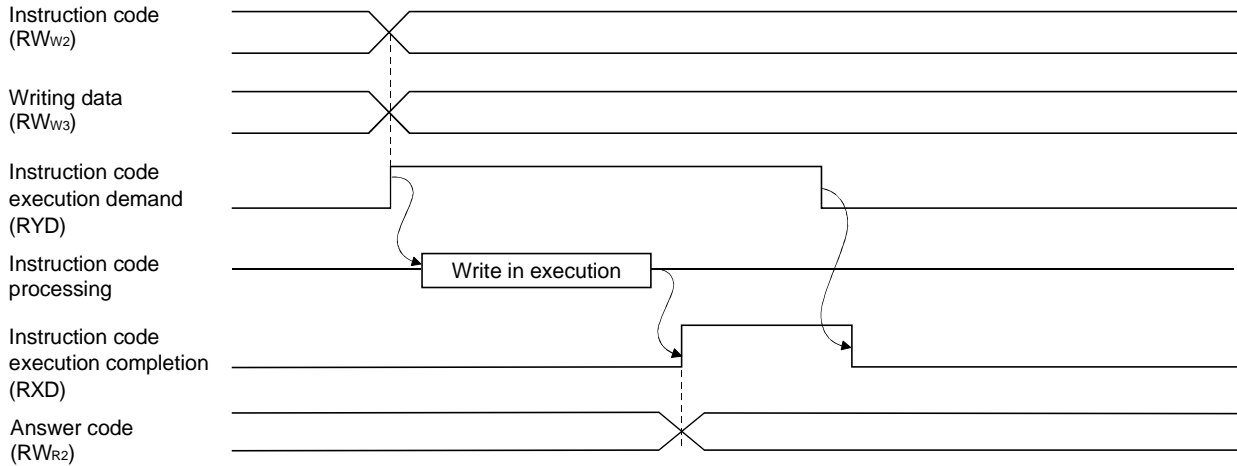 Instruction code
(RWW2)
Writing data
(RWW3)
Instruction code
execution demand
(RYD)
Instruction code
processing
Write in execution
Instruction code
execution completion
(RXD)
Answer code
(RWR2)